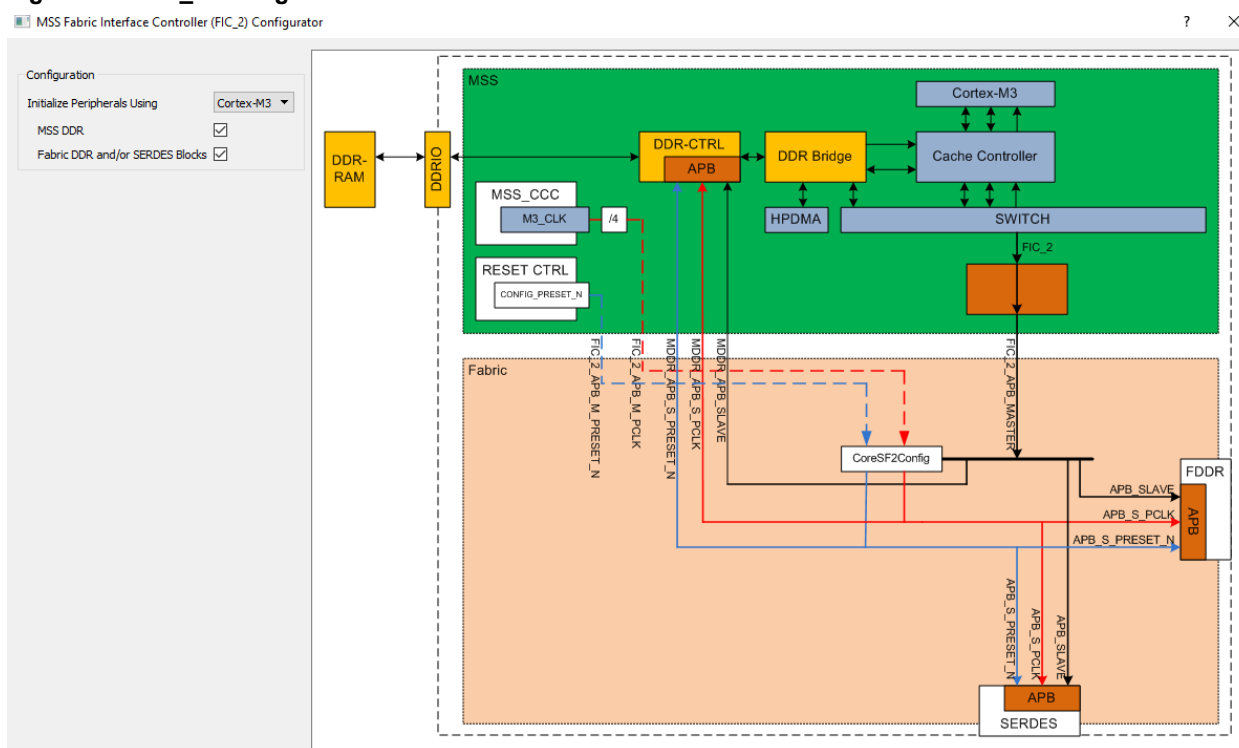 MSS Fabric Interface Controller (FIC_2) Configurator
?
Configuration
Initialize Peripherals Using
Cortex-M3
MSS DDR
Fabric DDR and/or SERDES Blocks
MSS
Cortex-M3
DDR-
RAM
DDRIO
DDR-CTRL
APB
DDR Bridge
Cache Controller
MSS_CCC
M3_CLK
/4
HPDMA
SWITCH
FIC_2
RESET CTRL
CONFIG_PRESET_N
FIC_2_APB_M_PRESET_N
FIC_2_APB_M_PCLK
MDDR_APB_S_PRESET_N
MDDR_APB_S_PCLK
MDDR_APB_SLAVE
FIC_2_APB_MASTER
Fabric
CoreSF2Config
FDDR
APB_SLAVE
APB_S_PCLK
APB_S_PRESET_N
APB
APB_S_PRESET_N
APB_S_PCLK
APB_SLAVE
APB
SERDES